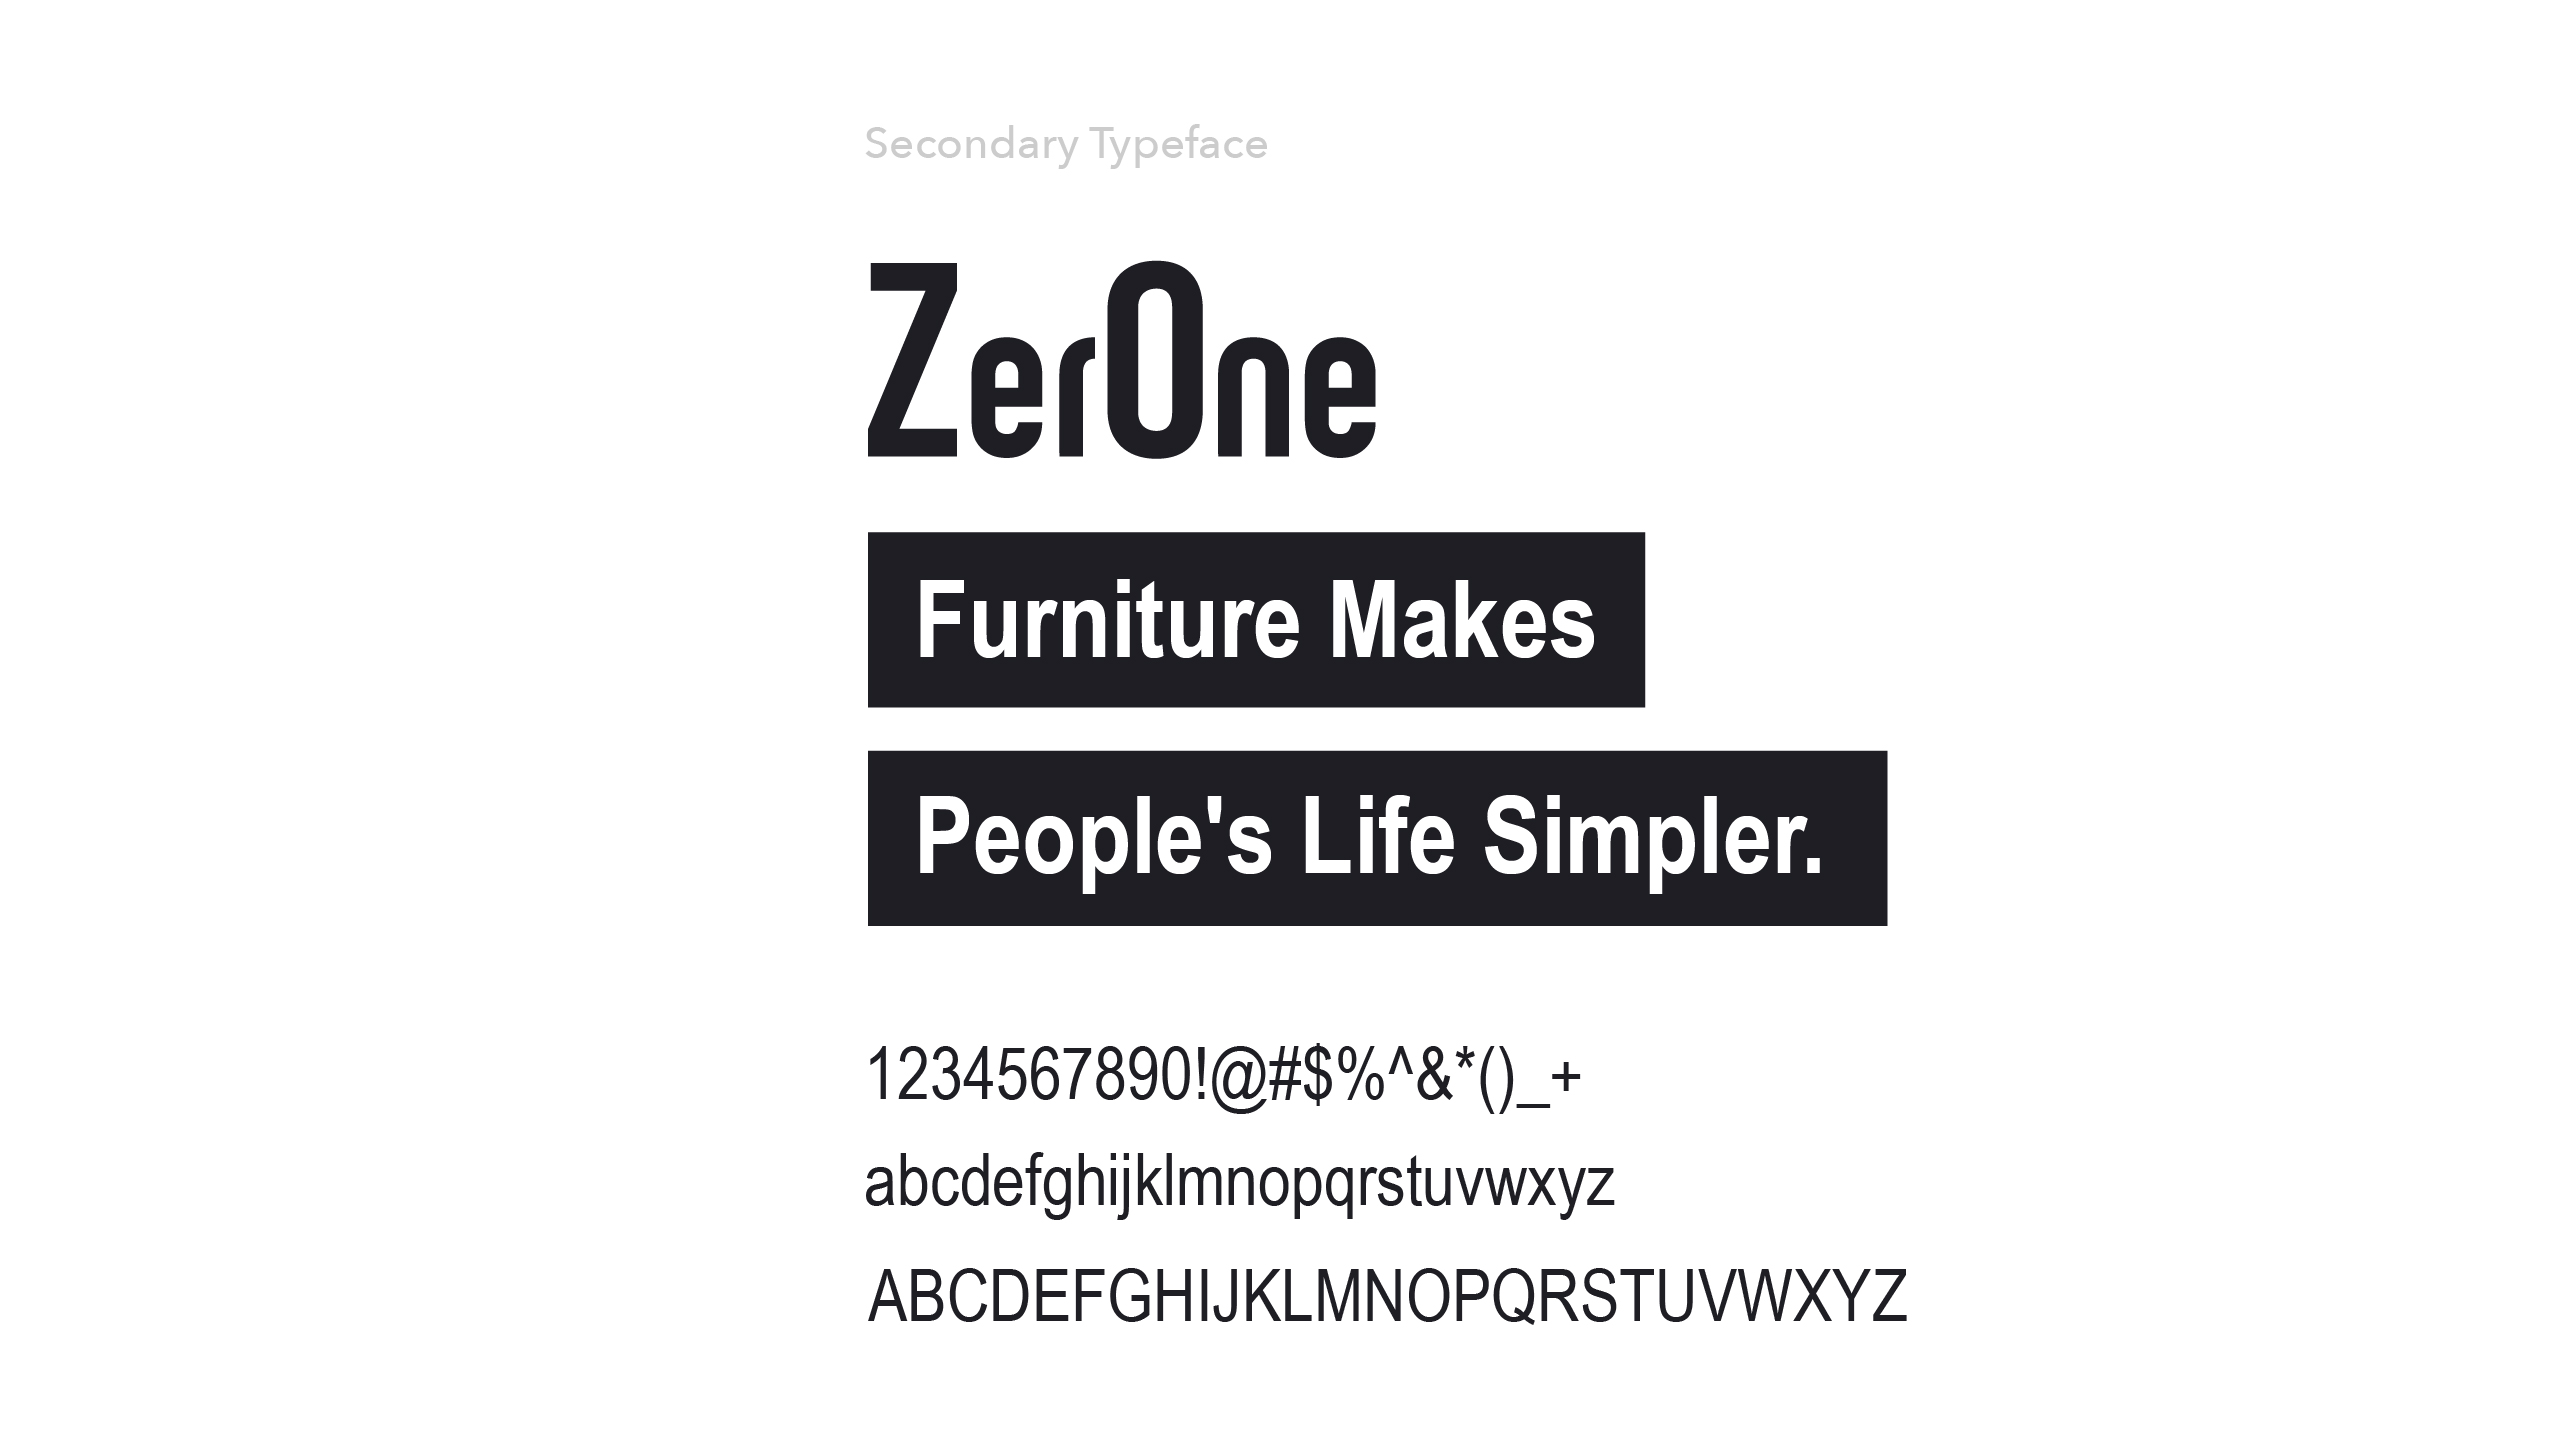 Secondary Typeface
ZerOne
Furniture Makes
People's Life Simpler.
1234567890!@#$%^&*()_+
abcdefghijklmnopqrstuvwxyz
ABCDEFGHIJKLMNOPQRSTUVWXYZ